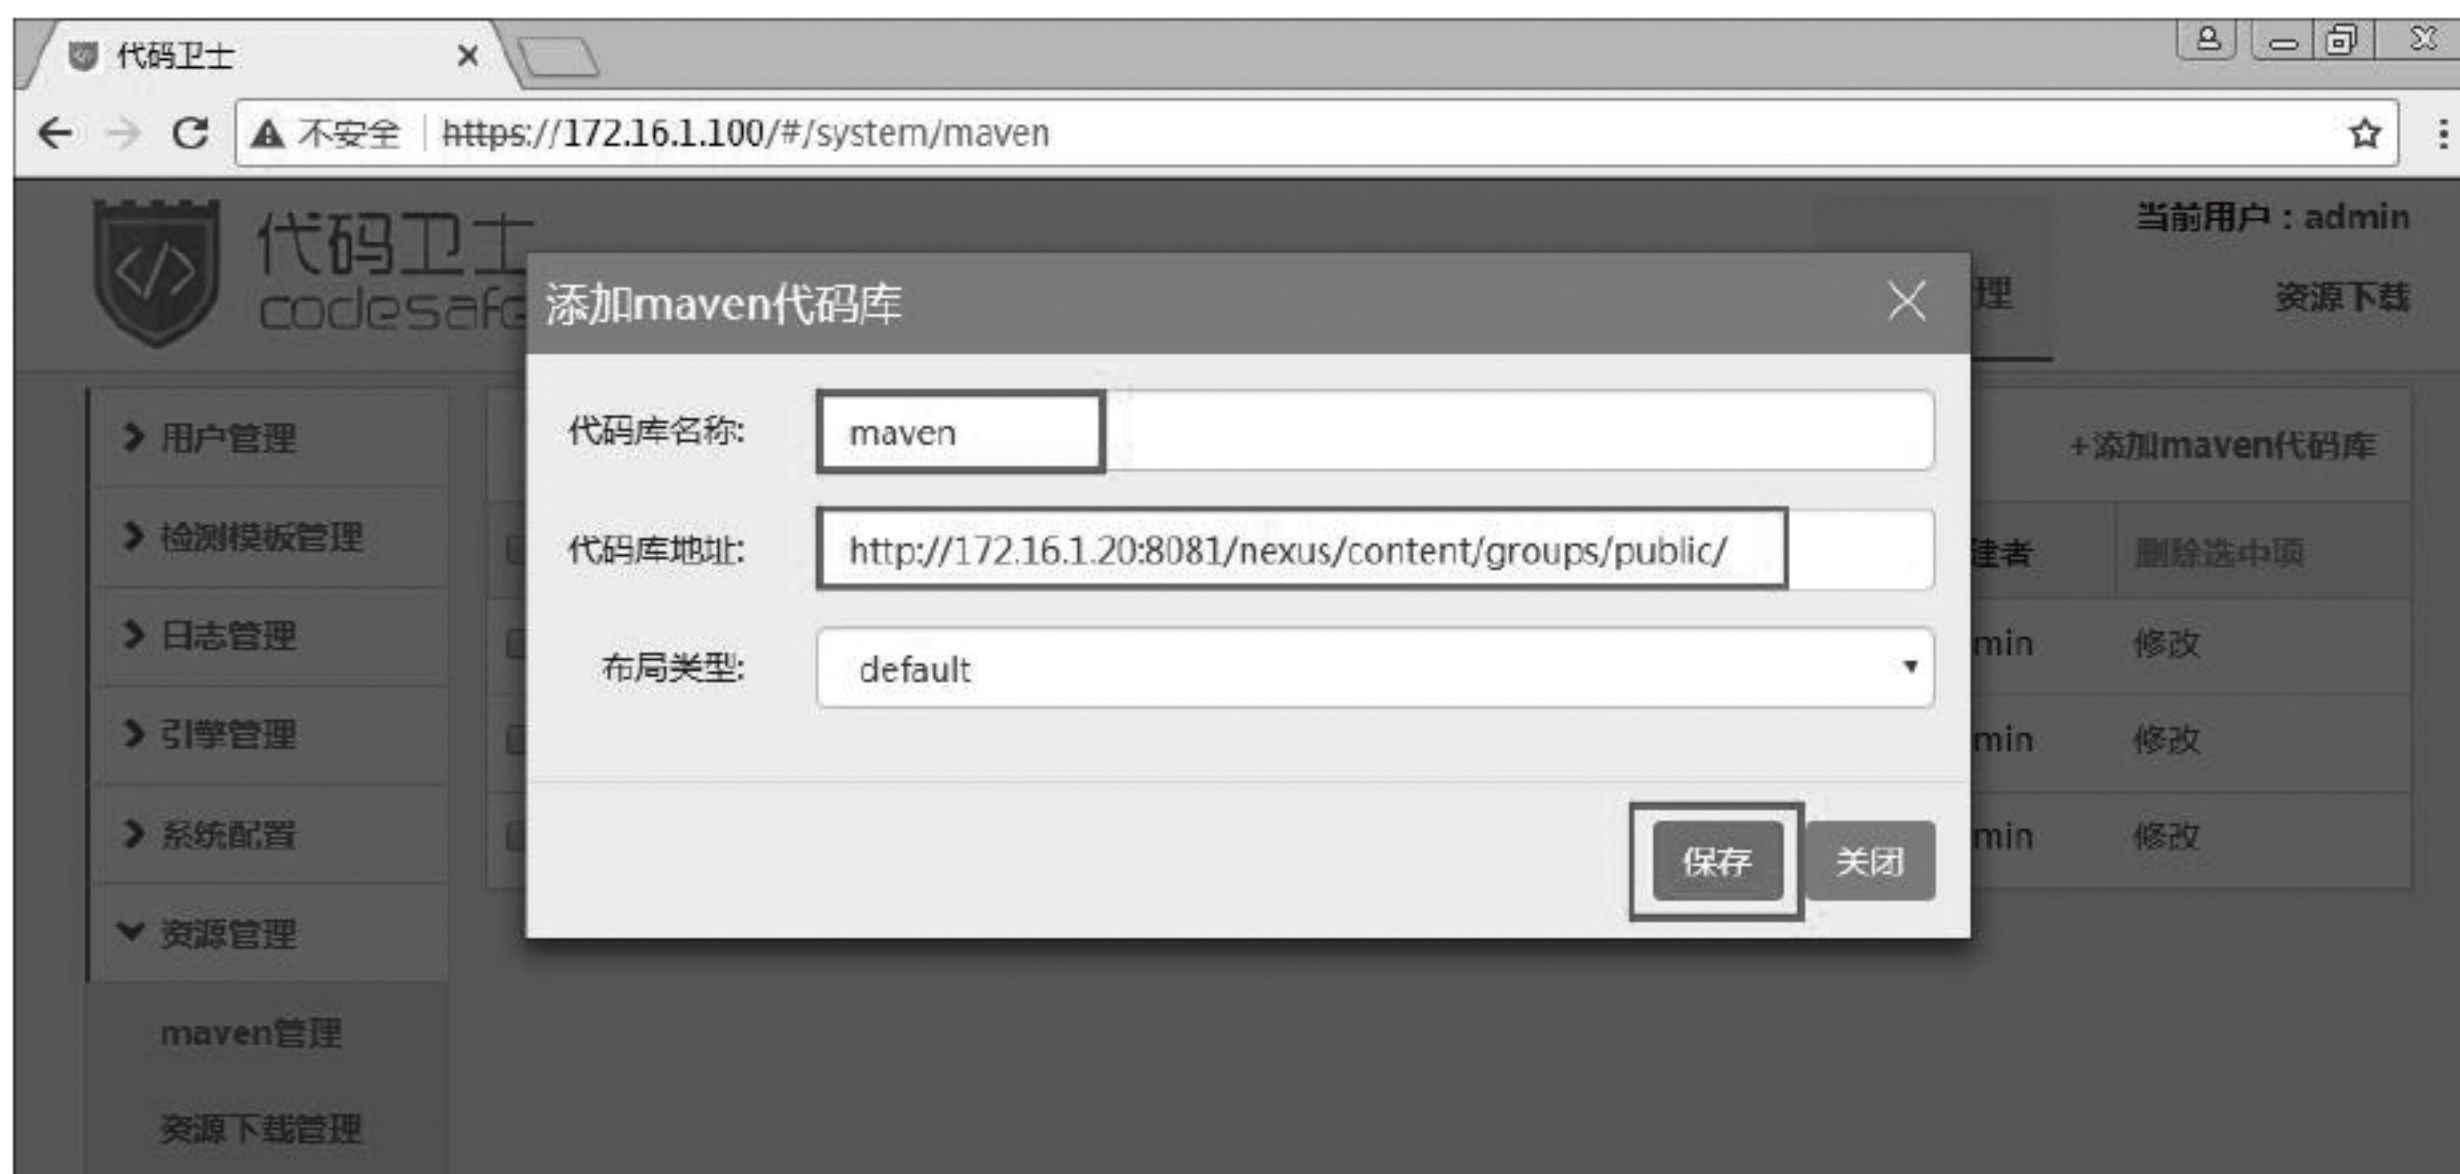 代码卫士
不安全 https://172.16.1.100/#/system/maven
代码卫士
codesafe
当前用户：admin
理
资源下载
添加maven代码库
代码库名称: maven
代码库地址: http://172.16.1.20:8081/nexus/content/groups/public/
布局类型: default
保存 关闭
用户管理
检测模板管理
日志管理
引擎管理
系统配置
资源管理
maven管理
资源下载管理
+添加maven代码库
建者 删除选中项
min 修改
min 修改
min 修改